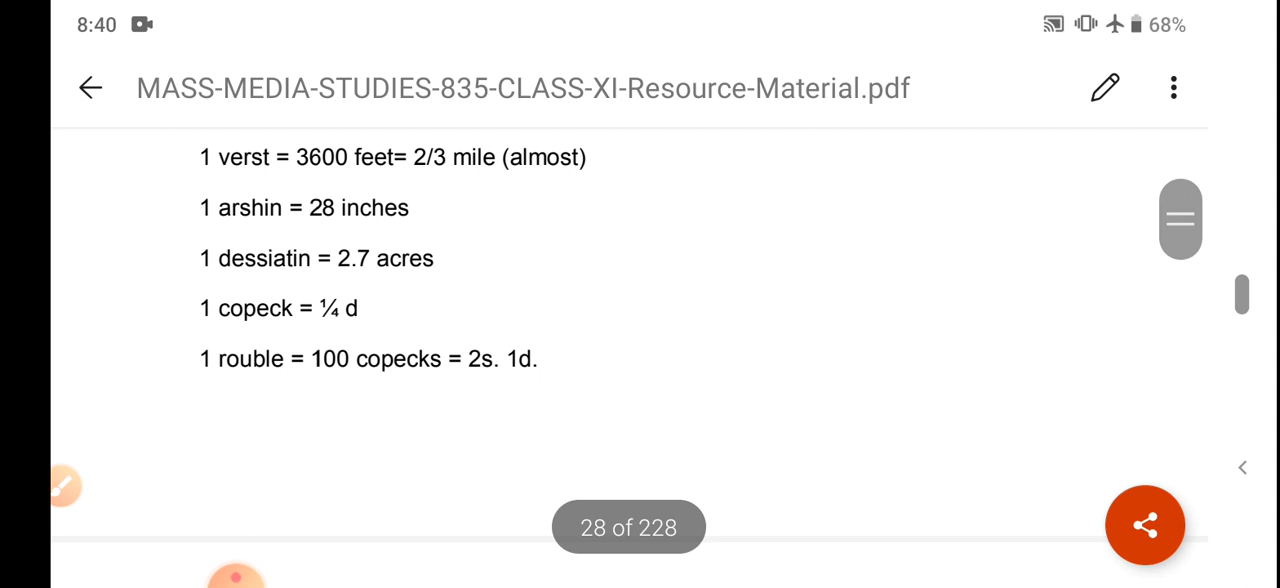 8:40 68%
MASS-MEDIA-STUDIES-835-CLASS-XI-Resource-Material.pdf
1 verst = 3600 feet= 2/3 mile (almost)
1 arshin = 28 inches
1 dessiatin = 2.7 acres
1 copeck = ¼ d
1 rouble = 100 copecks = 2s. 1d.
28 of 228